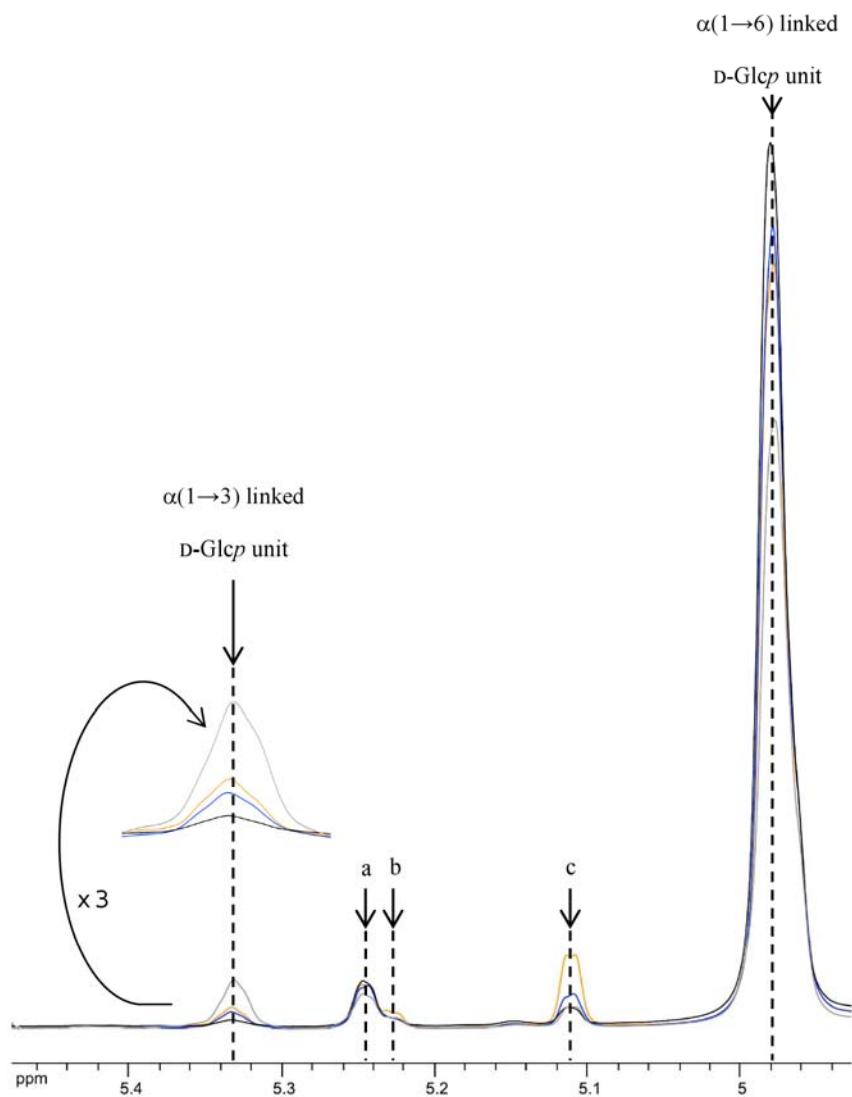 α(1→6) linked
D-Glcp unit
α(1→3) linked
D-Glcp unit
x 3
a
b
c
ppm
5.4
5.3
5.2
5.1
5